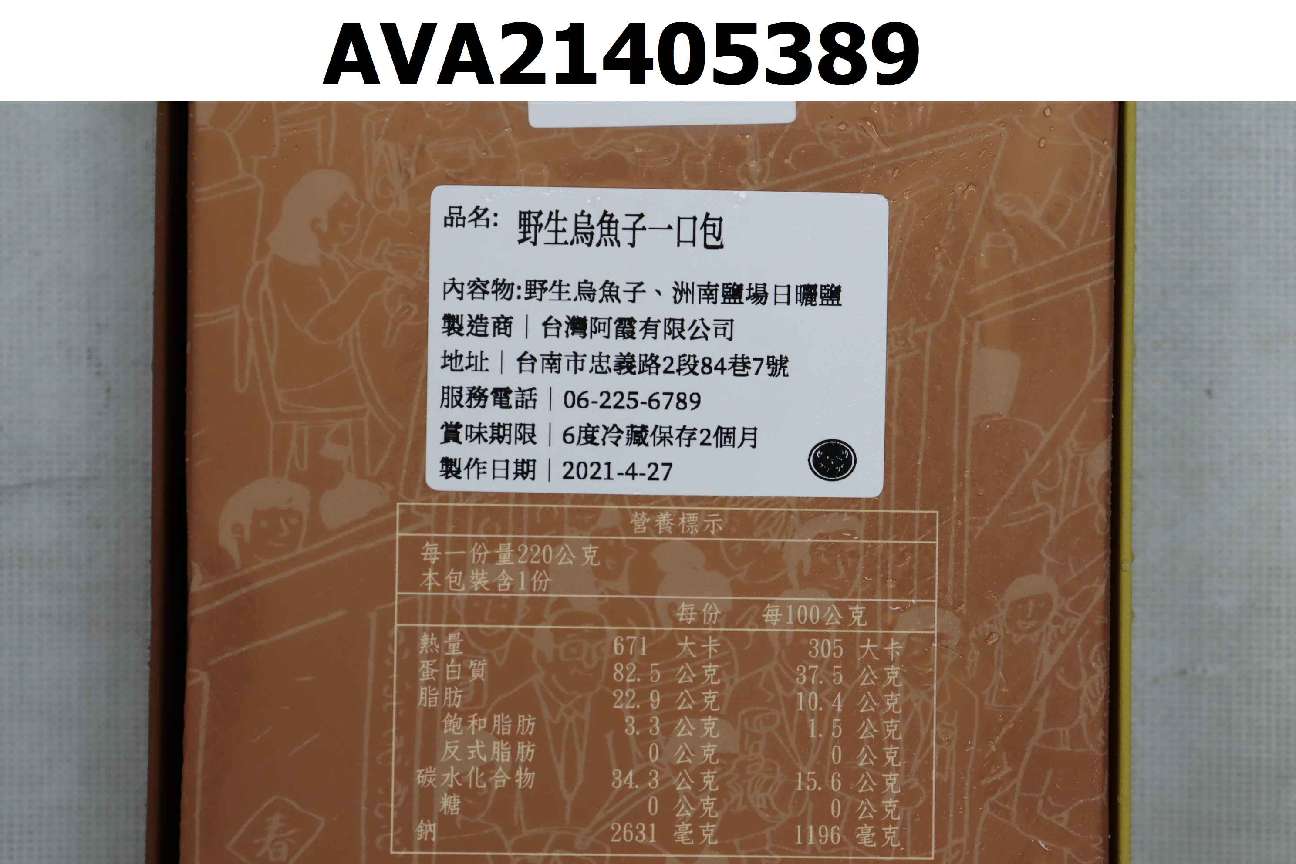 AVA21405389
品名: 野生烏魚子一口包
內容物:野生烏魚子、洲南鹽場日曬鹽
製造商｜台灣阿霞有限公司
地址｜台南市忠義路2段84巷7號
服務電話｜06-225-6789
賞味期限｜6度冷藏保存2個月
製作日期｜2021-4-27
營養標示
每一份量220公克
本包裝含1份
每份 每100公克
熱量 671 大卡 305 大卡
蛋白質 82.5 公克 37.5 公克
脂肪 22.9 公克 10.4 公克
飽和脂肪 3.3 公克 1.5 公克
反式脂肪 0 公克 0 公克
碳水化合物 34.3 公克 15.6 公克
糖 0 公克 0 公克
鈉 2631 毫克 1196 毫克
春